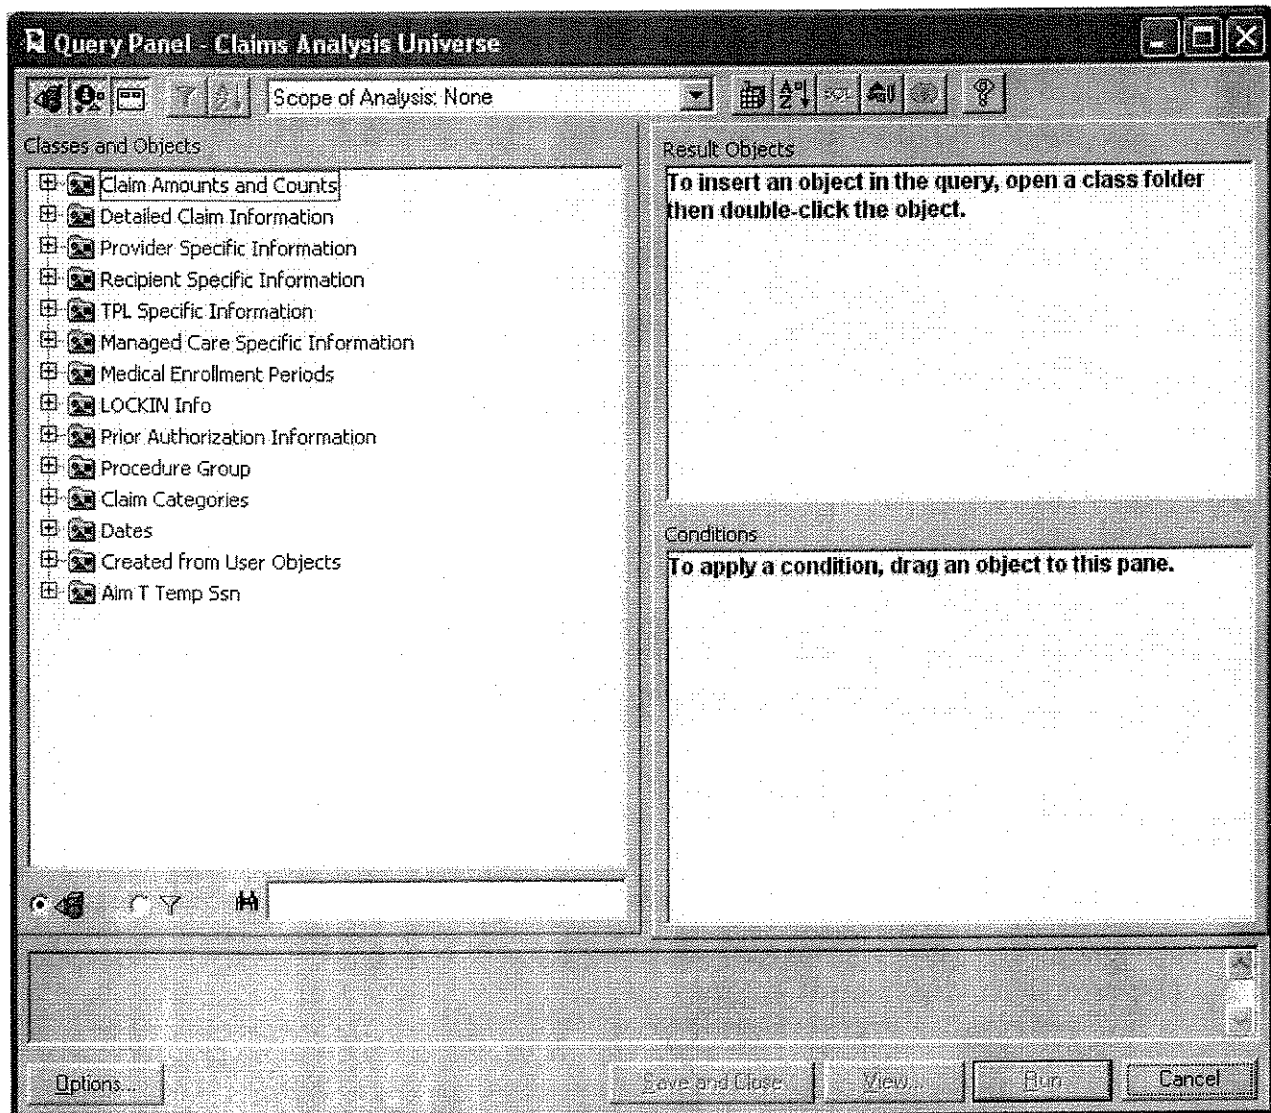 Query Panel - Claims Analysis Universe
Scope of Analysis: None
A
Z
SQL
Classes and Objects
Claim Amounts and Counts
Detailed Claim Information
Provider Specific Information
Recipient Specific Information
TPL Specific Information
Managed Care Specific Information
Medical Enrollment Periods
LOCKIN Info
Prior Authorization Information
Procedure Group
Claim Categories
Dates
Created from User Objects
Aim T Temp Ssn
Result Objects
To insert an object in the query, open a class folder
then double-click the object.
Conditions
To apply a condition, drag an object to this pane.
Options...
Save and Close
View...
Run
Cancel